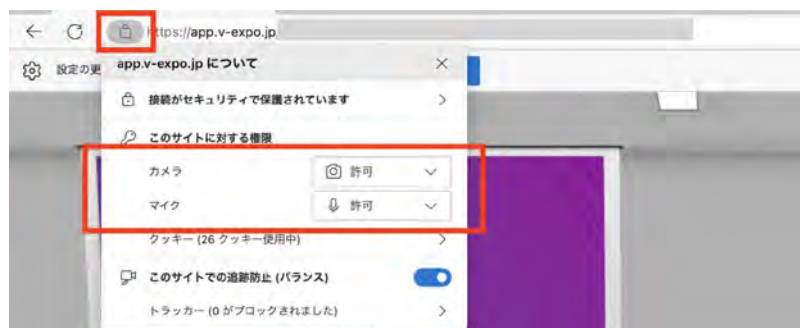 https://app.v-expo.jp
設定の更
app.v-expo.jp について
接続がセキュリティで保護されています
このサイトに対する権限
カメラ
許可
マイク
許可
クッキー (26 クッキー使用中)
このサイトでの追跡防止 (バランス)
トラッカー (0 がブロックされました)